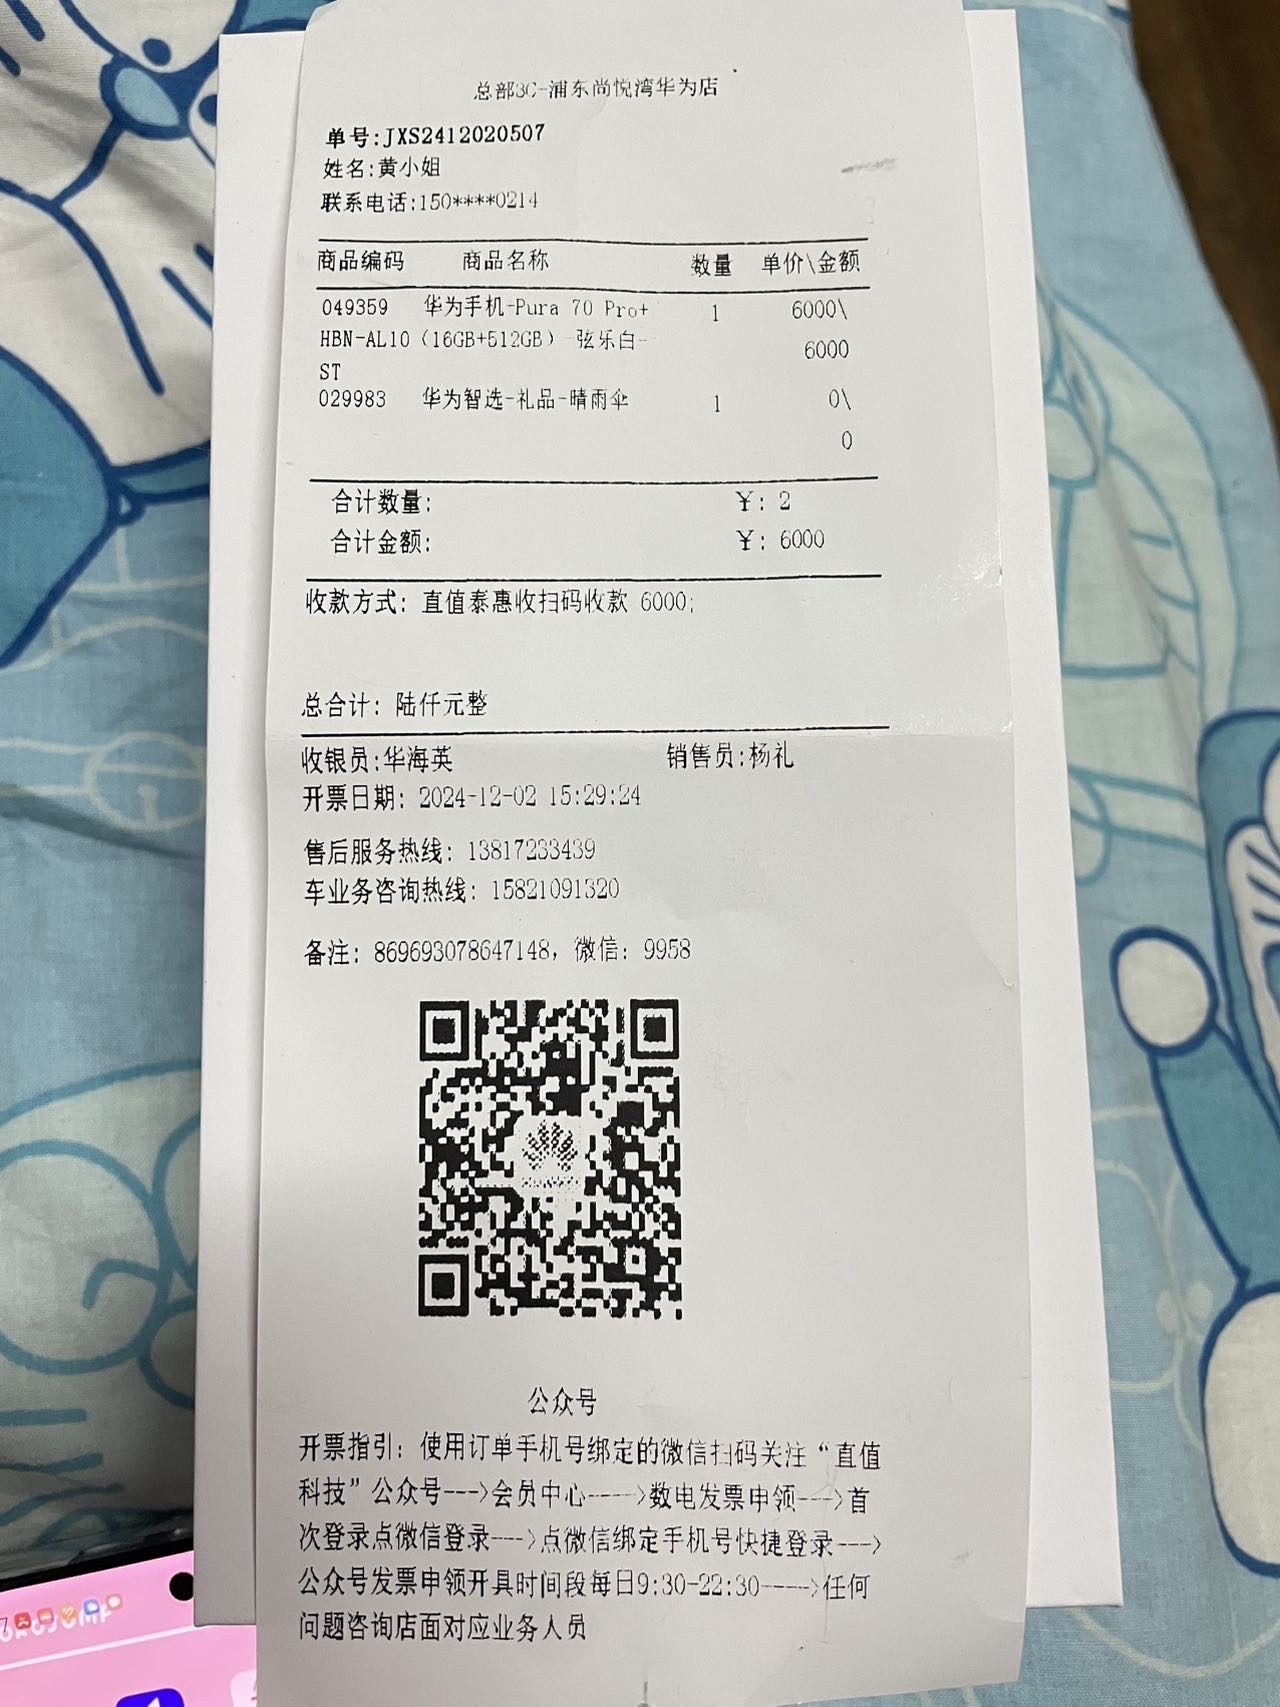 总部3C-浦东尚悦湾华为店
单号:JXS2412020507
姓名:黄小姐
联系电话:150****0214
商品编码 商品名称 数量 单价\金额
049359 华为手机-Pura 70 Pro+ 1 6000\
HBN-AL10（16GB+512GB）-弦乐白- 6000
ST
029983 华为智选-礼品-晴雨伞 1 0\
0
合计数量: ¥: 2
合计金额: ¥: 6000
收款方式: 直值泰惠收扫码收款 6000;
总合计: 陆仟元整
收银员:华海英 销售员:杨礼
开票日期: 2024-12-02 15:29:24
售后服务热线: 13817233439
车业务咨询热线: 15821091320
备注: 869693078647148, 微信: 9958
公众号
开票指引: 使用订单手机号绑定的微信扫码关注“直值
科技”公众号--->会员中心---->数电发票申领--->首
次登录点微信登录--->点微信绑定手机号快捷登录--->
公众号发票申领开具时间段每日9:30-22:30---->任何
问题咨询店面对应业务人员